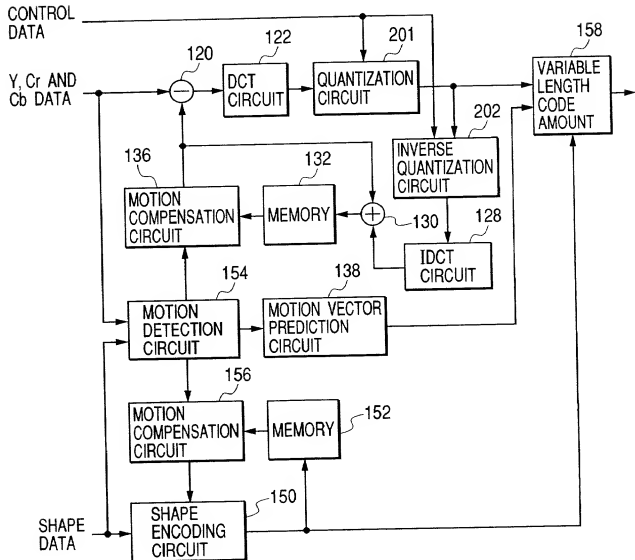 CONTROL
DATA
Y, Cr AND
Cb DATA
120
122
DCT
CIRCUIT
201
QUANTIZATION
CIRCUIT
158
VARIABLE
LENGTH
CODE
AMOUNT
202
INVERSE
QUANTIZATION
CIRCUIT
136
MOTION
COMPENSATION
CIRCUIT
132
MEMORY
130
128
IDCT
CIRCUIT
154
MOTION
DETECTION
CIRCUIT
138
MOTION VECTOR
PREDICTION
CIRCUIT
156
MOTION
COMPENSATION
CIRCUIT
MEMORY
152
150
SHAPE
ENCODING
CIRCUIT
SHAPE
DATA